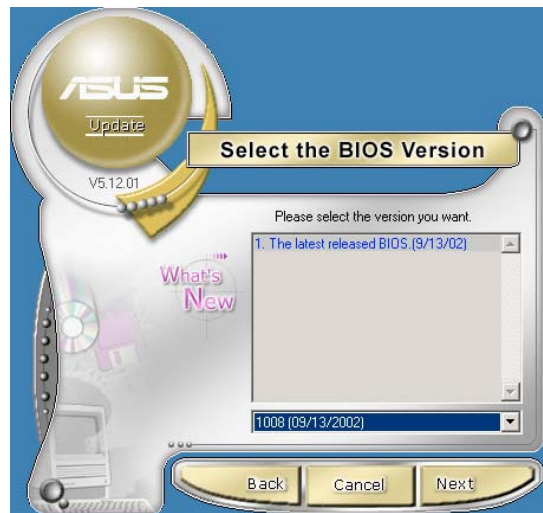 ASUS
Update
V5.12.01
Select the BIOS Version
Please select the version you want.
1. The latest released BIOS.(9/13/02)
What's
New
1008 (09/13/2002)
Back
Cancel
Next